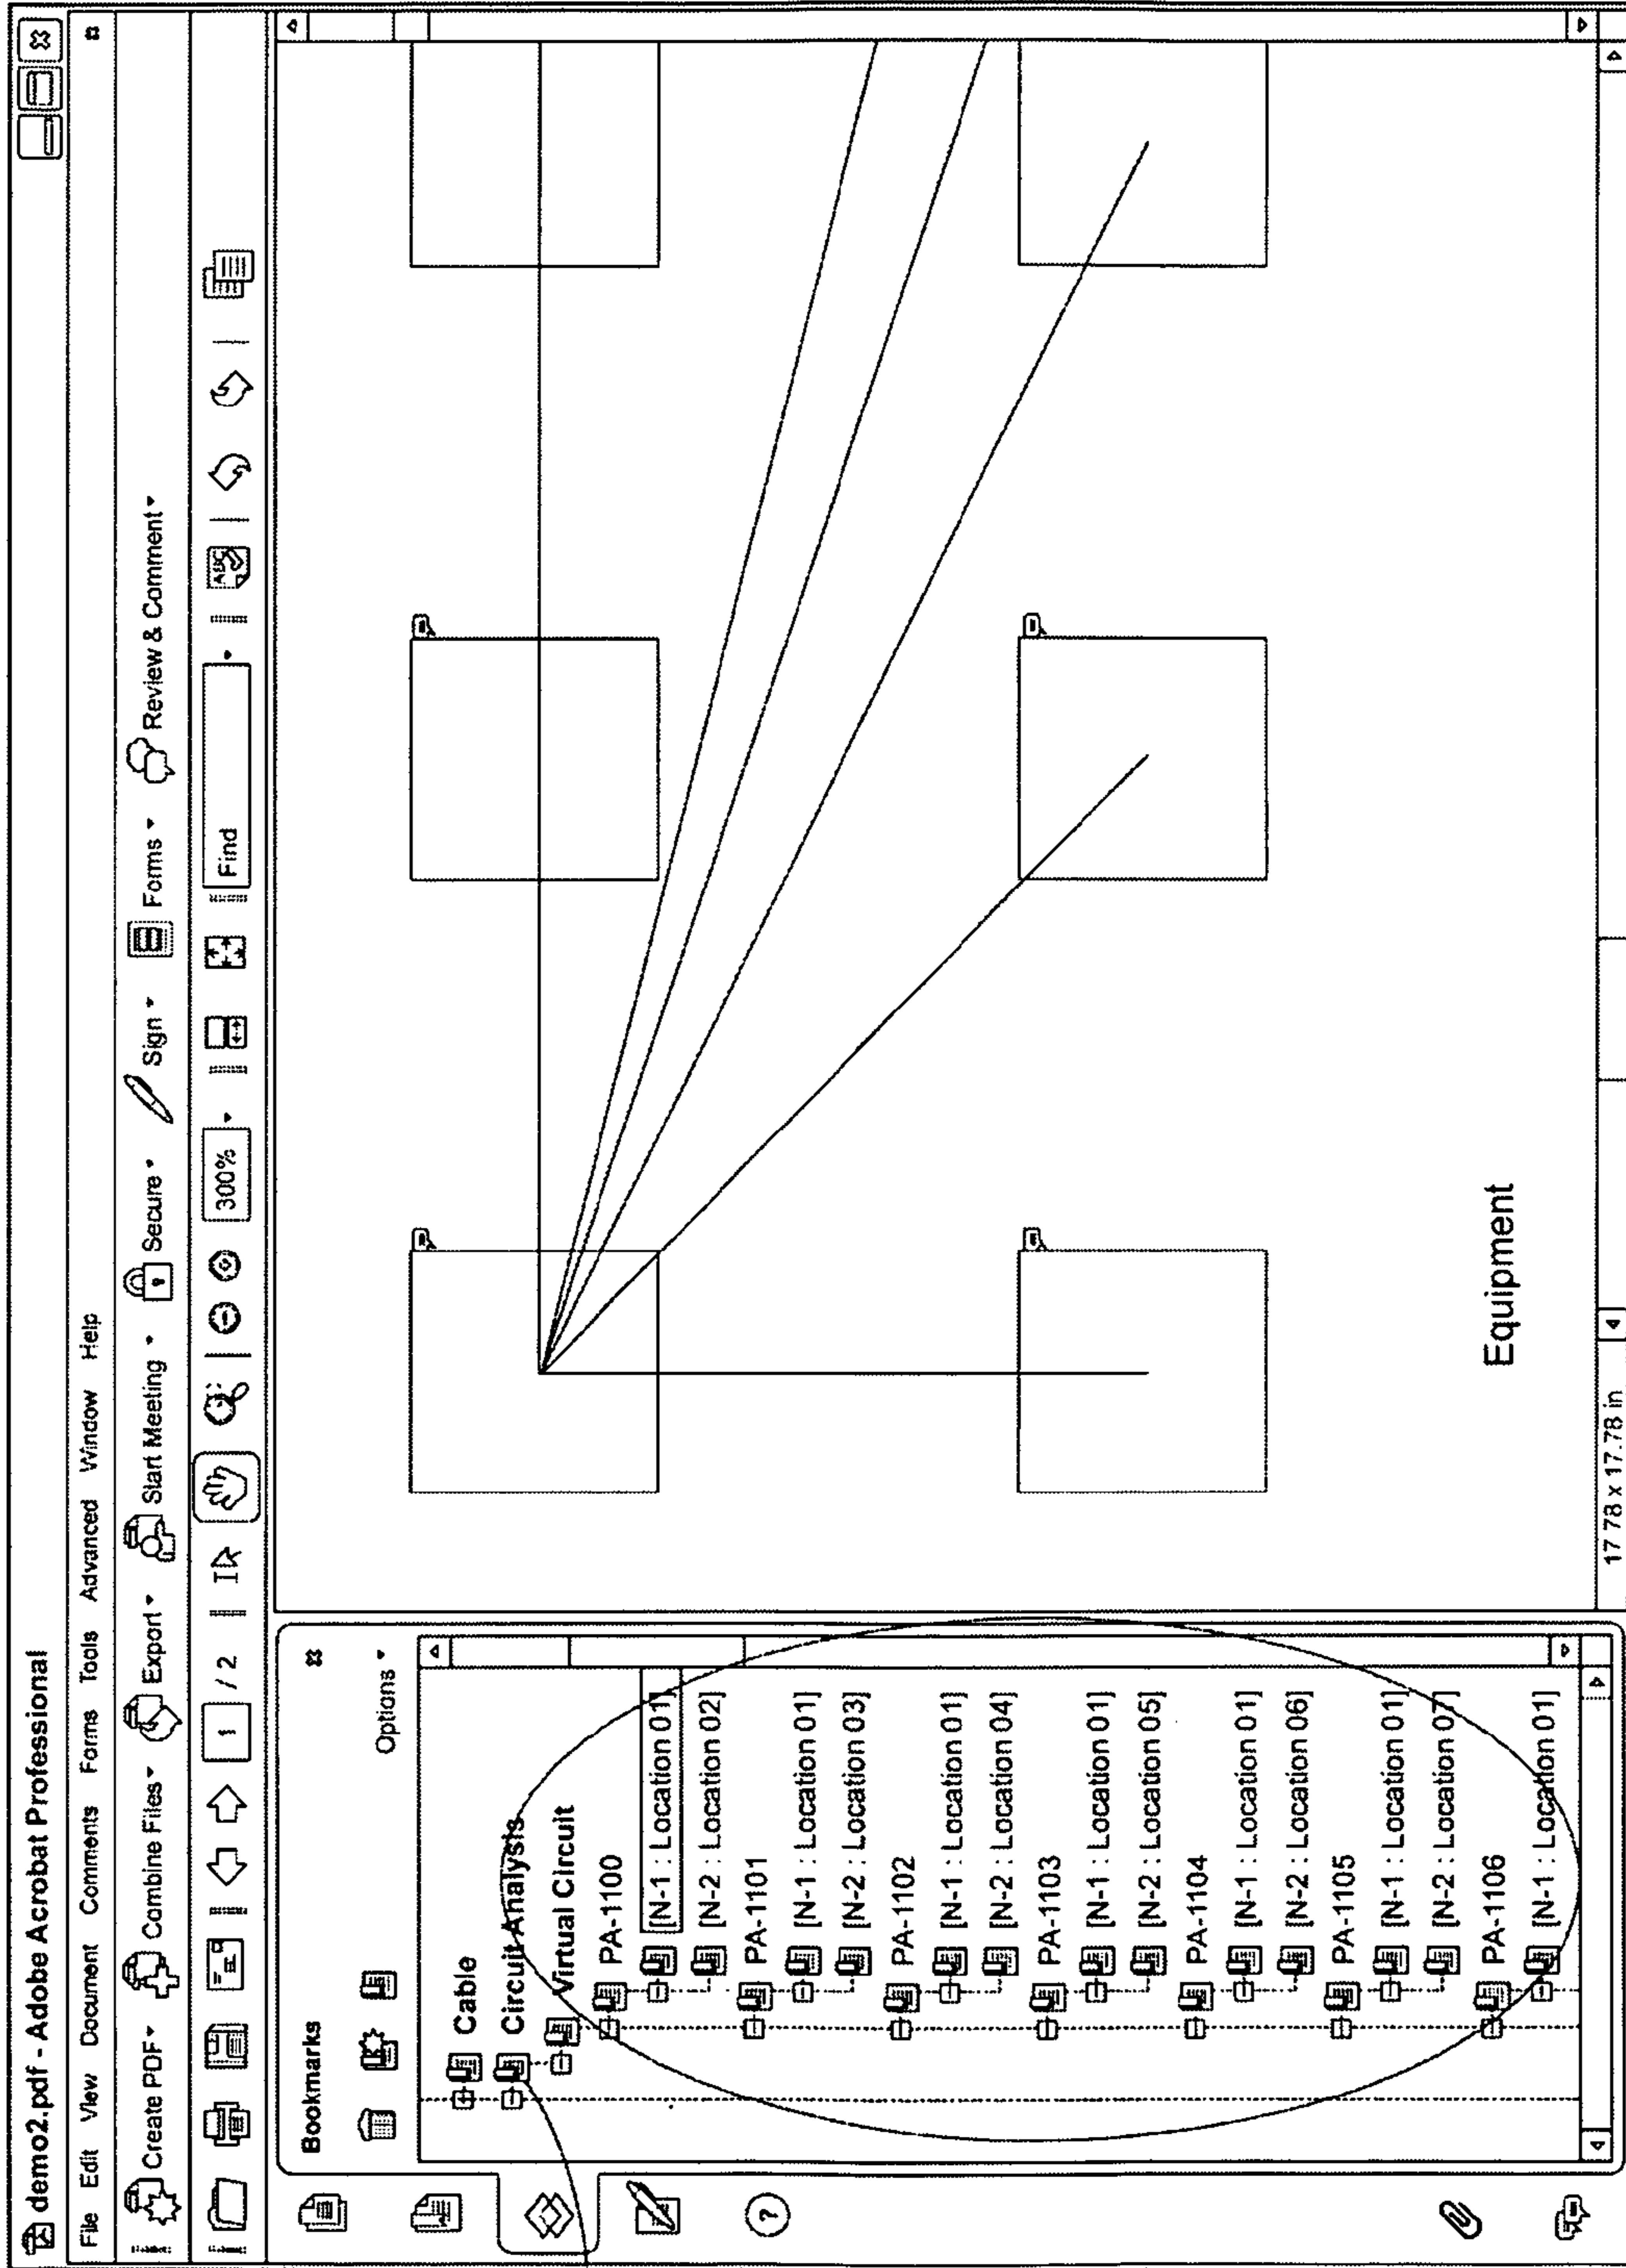 demo2.pdf - Adobe Acrobat Professional
File Edit View Document Comments Forms Tools Advanced Window Help
Create PDF Combine Files Export Start Meeting Secure Sign Forms Review & Comment
1 / 2 300% Find ABC
Bookmarks
Options
Cable
Circuit Analysis
Virtual Circuit
PA-1100
[N-1 : Location 01]
[N-2 : Location 02]
PA-1101
[N-1 : Location 01]
[N-2 : Location 03]
PA-1102
[N-1 : Location 01]
[N-2 : Location 04]
PA-1103
[N-1 : Location 01]
[N-2 : Location 05]
PA-1104
[N-1 : Location 01]
[N-2 : Location 06]
PA-1105
[N-1 : Location 01]
[N-2 : Location 07]
PA-1106
[N-1 : Location 01]
Equipment
17 78 x 17.78 in